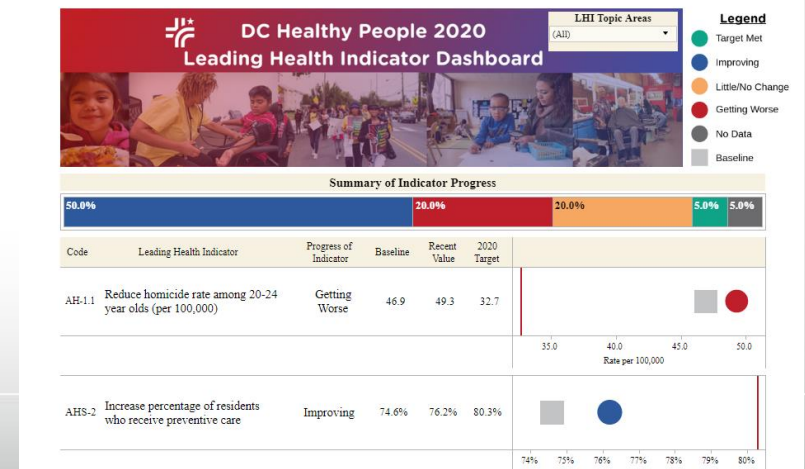 DC Healthy People 2020
Leading Health Indicator Dashboard
LHI Topic Areas
(All)
Legend
Target Met
Improving
Little/No Change
Getting Worse
No Data
Baseline
Summary of Indicator Progress
50.0% 20.0% 20.0% 5.0% 5.0%
Code Leading Health Indicator Progress of Indicator Baseline Recent Value 2020 Target
AH-1.1 Reduce homicide rate among 20-24 year olds (per 100,000) Getting Worse 46.9 49.3 32.7
35.0 40.0 45.0 50.0
Rate per 100,000
AHS-2 Increase percentage of residents who receive preventive care Improving 74.6% 76.2% 80.3%
74% 75% 76% 77% 78% 79% 80%